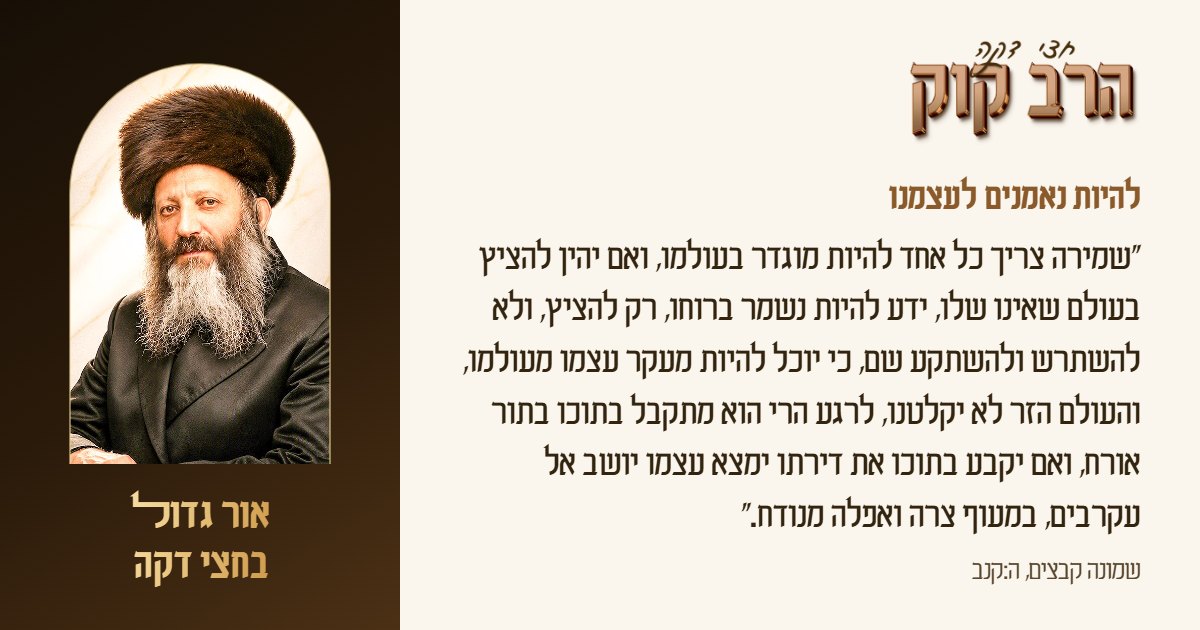 חצי דקה
הרב קוק
להיות נאמנים לעצמנו
"שמירה צריך כל אחד להיות מוגדר בעולמו, ואם יהין להציץ
בעולם שאינו שלו, ידע להיות נשמר ברוחו, רק להציץ, ולא
להשתרש ולהשתקע שם, כי יוכל להיות מעקר עצמו מעולמו,
והעולם הזר לא יקלטנו, לרגע הרי הוא מתקבל בתוכו בתור
אורח, ואם יקבע בתוכו את דירתו ימצא עצמו יושב אל
עקרבים, במעוף צרה ואפלה מנודח."
שמונה קבצים, ה:קנב
אור גדול
בחצי דקה